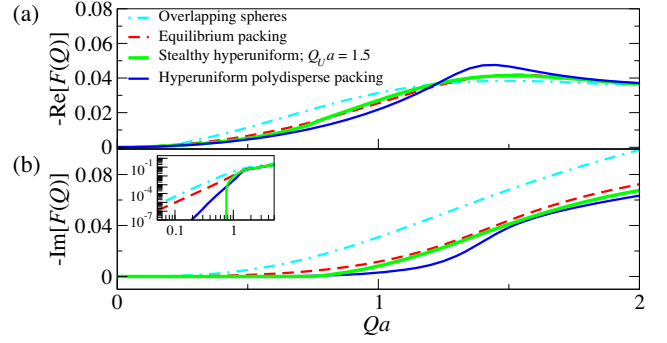 (a)
0.08
0.06
0.04
0.02
0
-Re[F(Q)]
Overlapping spheres
Equilibrium packing
Stealthy hyperuniform; Q_U a = 1.5
Hyperuniform polydisperse packing
(b)
0.08
0.04
0
-Im[F(Q)]
10^-1
10^-4
10^-7
0.1 1
0 1 2
Qa